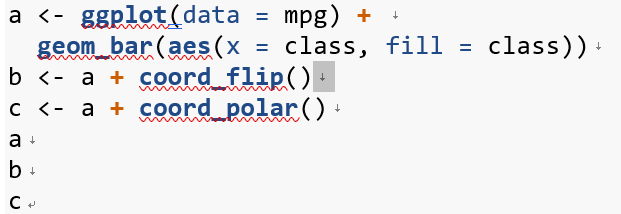 a <- ggplot(data = mpg) +
geom_bar(aes(x = class, fill = class))
b <- a + coord_flip()
c <- a + coord_polar()
a
b
c